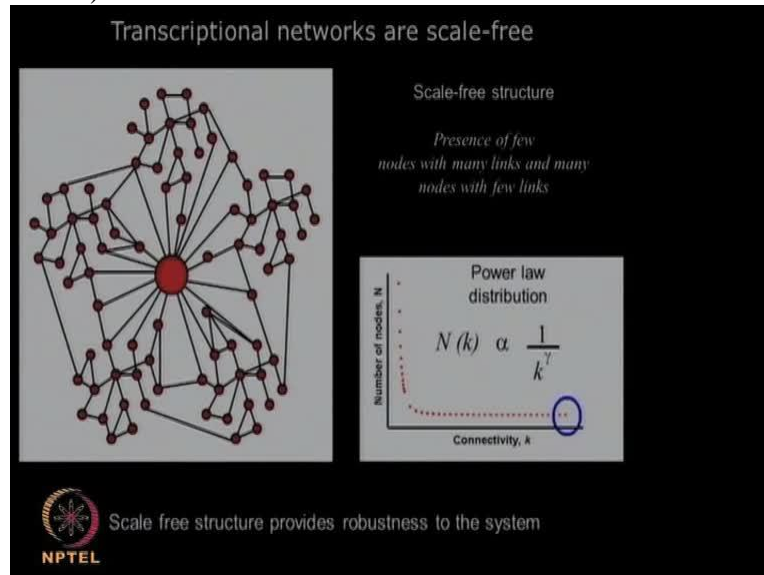 )
Transcriptional networks are scale-free
Scale-free structure
Presence of few
nodes with many links and many
nodes with few links
Power law
distribution
N (k) α 1 / k^γ
Number of nodes, N
Connectivity, k
Scale free structure provides robustness to the system
NPTEL